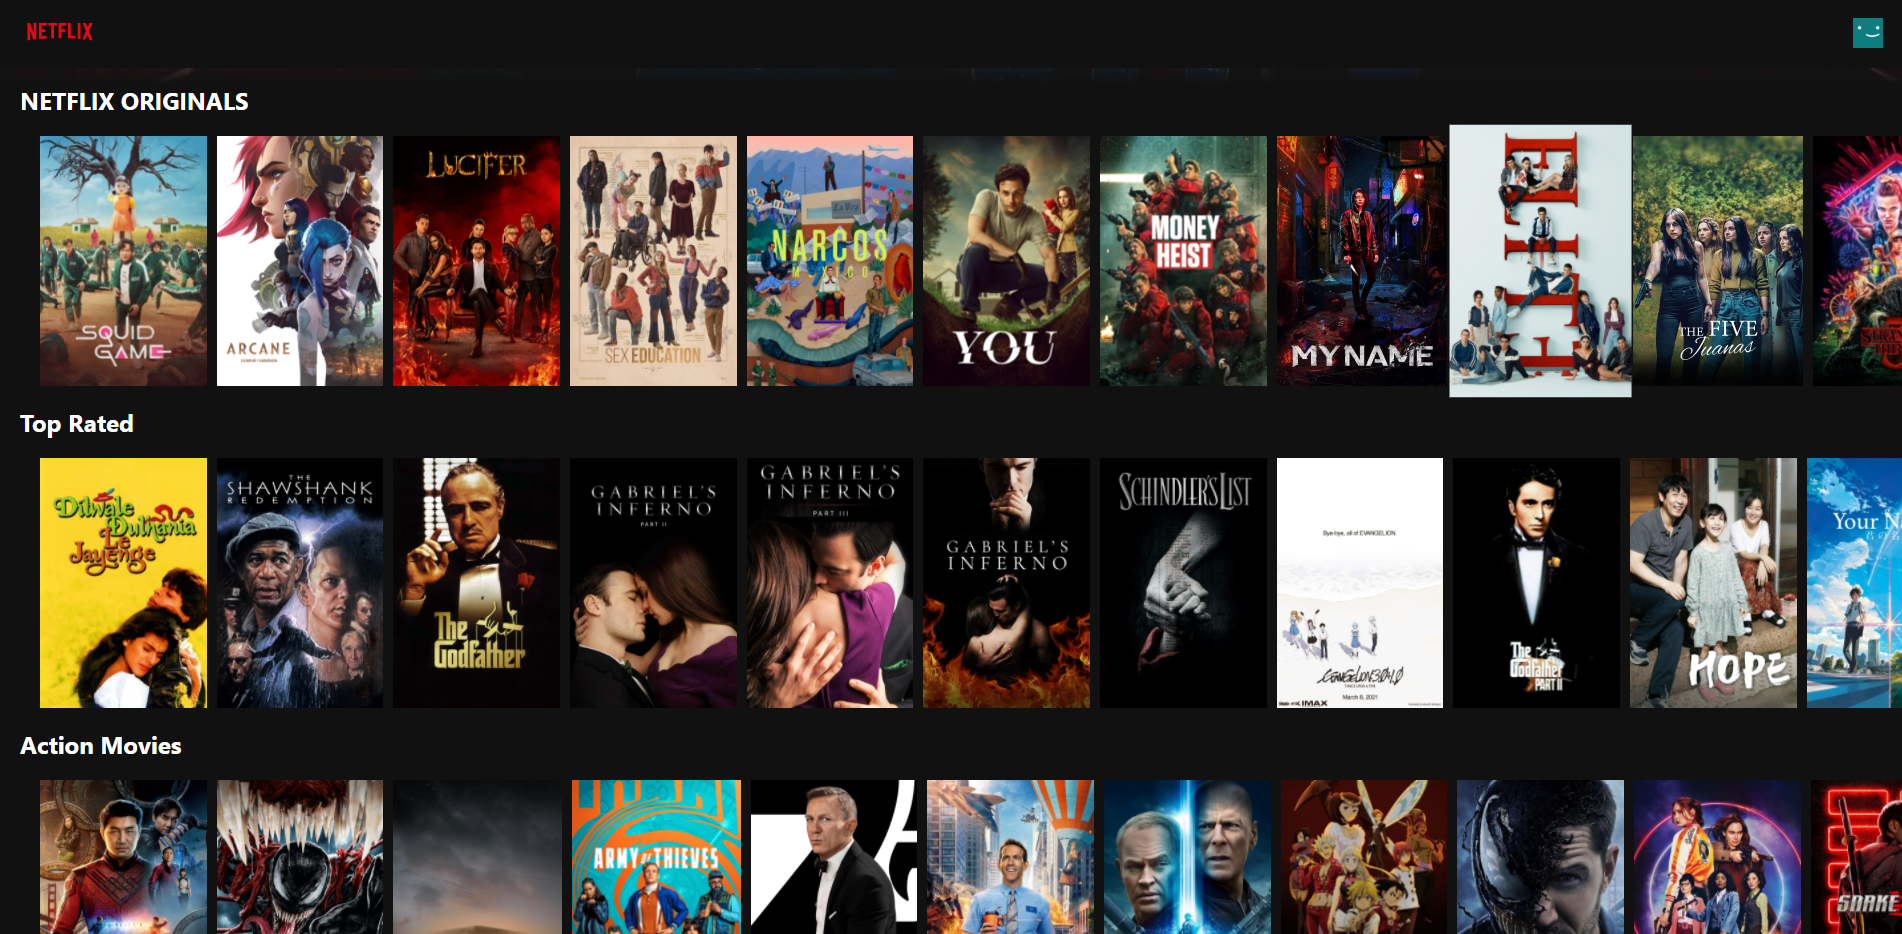 NETFLIX
NETFLIX ORIGINALS
SQUID
GAME
ARCANE
LUCIFER
SEX EDUCATION
NARCOS
MEXICO
YOU
MONEY
HEIST
MY NAME
ELITE
THE FIVE
Juanas
Top Rated
Dilwale
Dulhania
Le
Jayenge
THE
SHAWSHANK
REDEMPTION
The
Godfather
GABRIEL'S
INFERNO
PART II
GABRIEL'S
INFERNO
PART III
GABRIEL'S
INFERNO
SCHINDLER'S LIST
Bye-bye, all of EVANGELION.
EVANGELION:3.0+1.0
THRICE UPON A TIME
March 8, 2021
IMAX
The
Godfather
PART II
HOPE
Your N
Action Movies
ARMY OF THIEVES
SNAKE